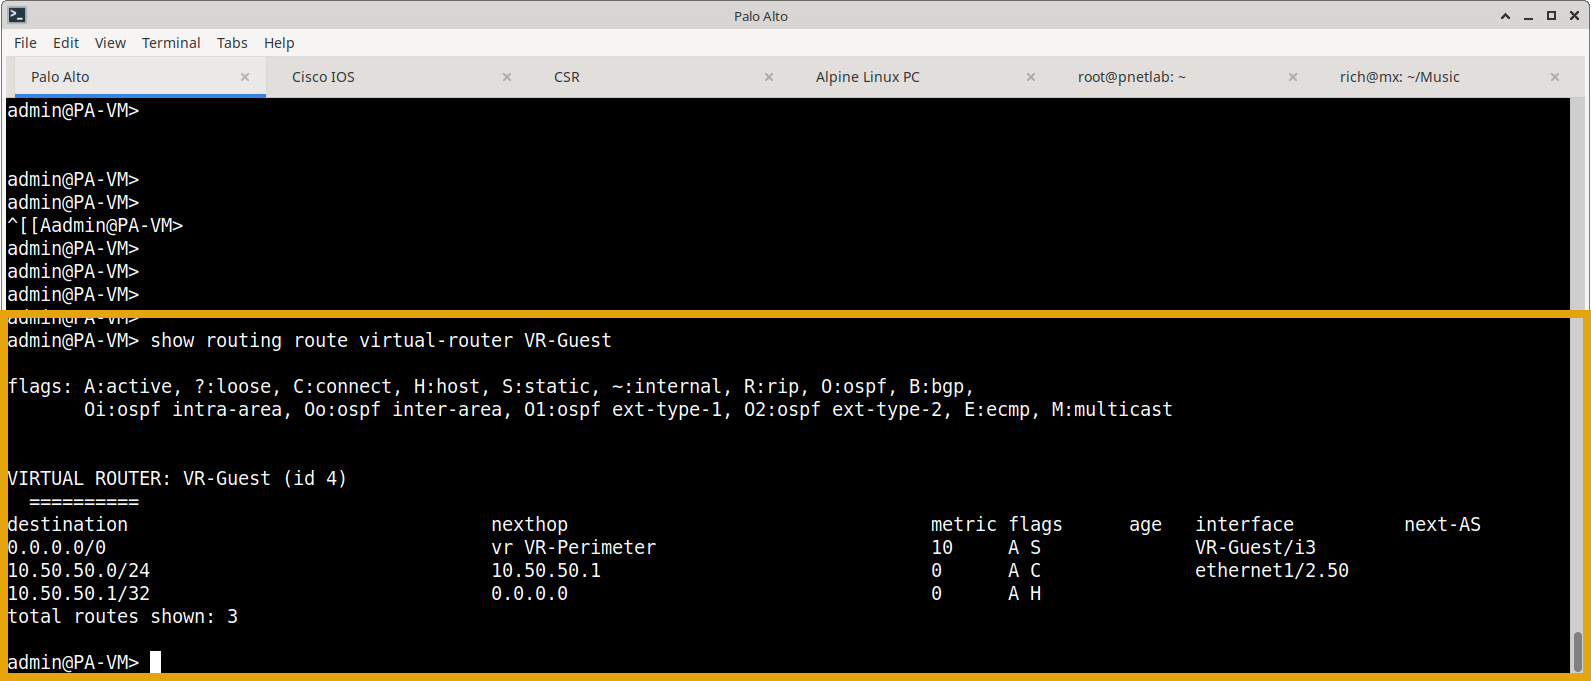 Palo Alto
File Edit View Terminal Tabs Help
Palo Alto Cisco IOS CSR Alpine Linux PC root@pnetlab: ~ rich@mx: ~/Music
admin@PA-VM>
admin@PA-VM>
admin@PA-VM>
^[[Aadmin@PA-VM>
admin@PA-VM>
admin@PA-VM>
admin@PA-VM>
admin@PA-VM>
admin@PA-VM> show routing route virtual-router VR-Guest
flags: A:active, ?:loose, C:connect, H:host, S:static, ~:internal, R:rip, O:ospf, B:bgp,
Oi:ospf intra-area, Oo:ospf inter-area, O1:ospf ext-type-1, O2:ospf ext-type-2, E:ecmp, M:multicast
VIRTUAL ROUTER: VR-Guest (id 4)
==========
destination nexthop metric flags age interface next-AS
0.0.0.0/0 vr VR-Perimeter 10 A S VR-Guest/i3
10.50.50.0/24 10.50.50.1 0 A C ethernet1/2.50
10.50.50.1/32 0.0.0.0 0 A H
total routes shown: 3
admin@PA-VM>